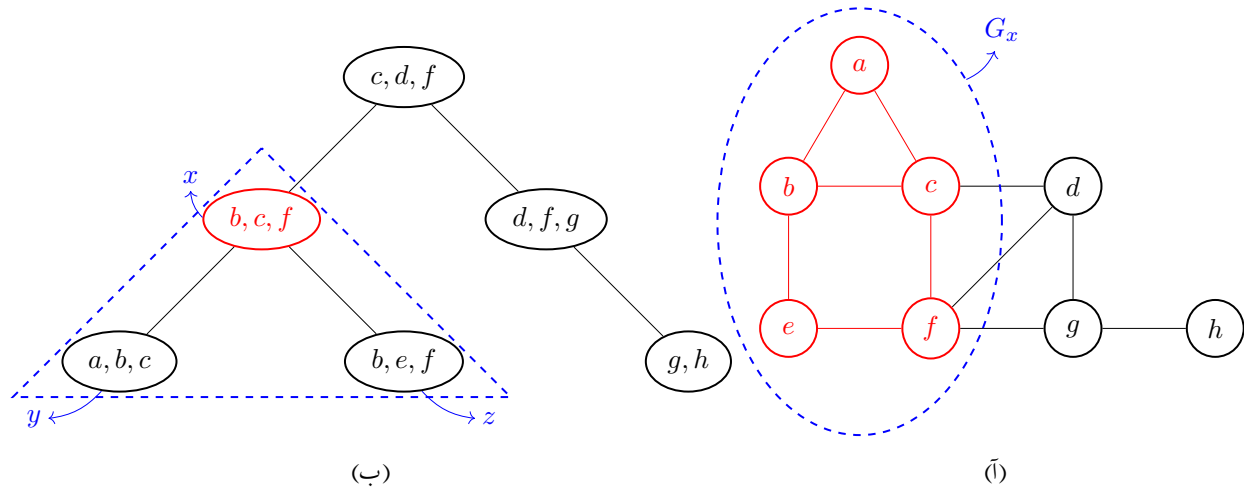 G_x
a
b
c
d
e
f
g
h
(آ)
c, d, f
x
b, c, f
d, f, g
a, b, c
b, e, f
g, h
y
z
(ب)